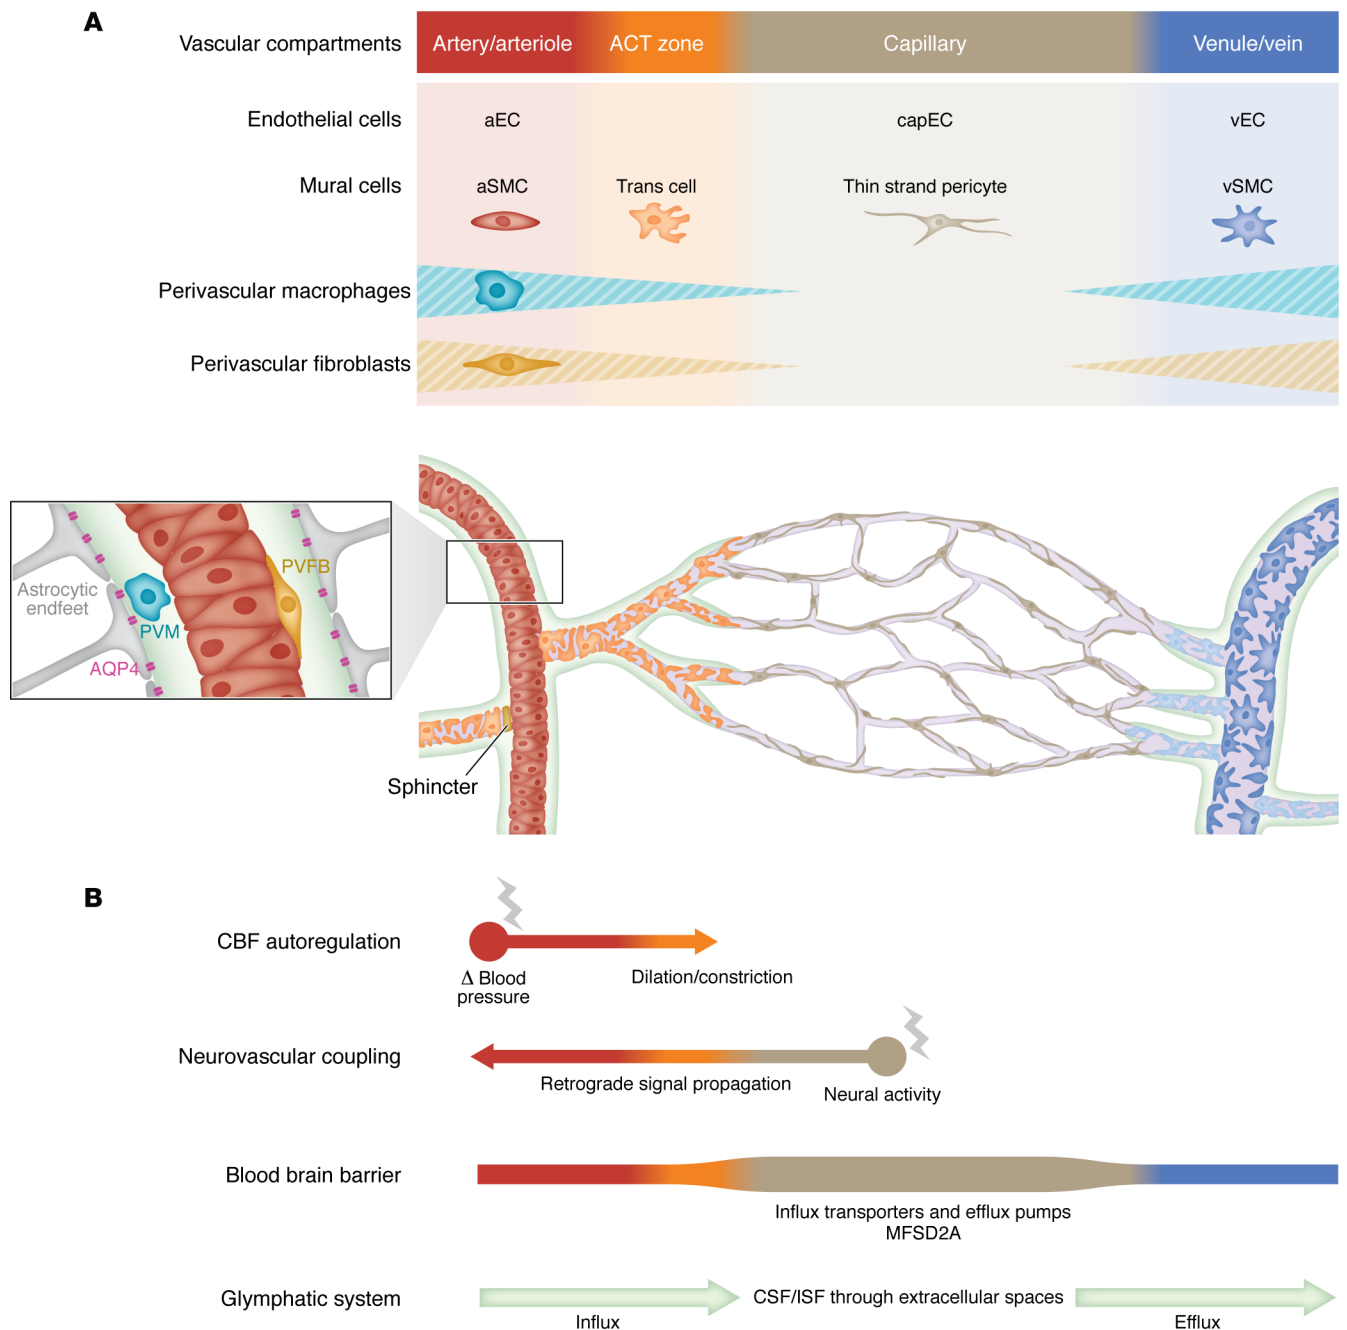 A
Vascular compartments
Artery/arteriole
ACT zone
Capillary
Venule/vein
Endothelial cells
aEC
capEC
vEC
Mural cells
aSMC
Trans cell
Thin strand pericyte
vSMC
Perivascular macrophages
Perivascular fibroblasts
PVFB
Astrocytic
endfeet
PVM
AQP4
Sphincter
B
CBF autoregulation
Δ Blood
pressure
Dilation/constriction
Neurovascular coupling
Retrograde signal propagation
Neural activity
Blood brain barrier
Influx transporters and efflux pumps
MFSD2A
Glymphatic system
CSF/ISF through extracellular spaces
Influx
Efflux